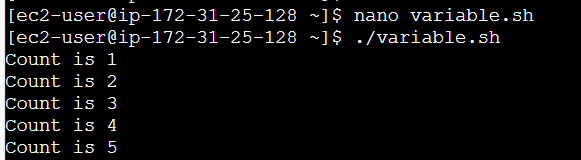 [ec2-user@ip-172-31-25-128 ~]$ nano variable.sh
[ec2-user@ip-172-31-25-128 ~]$ ./variable.sh
Count is 1
Count is 2
Count is 3
Count is 4
Count is 5